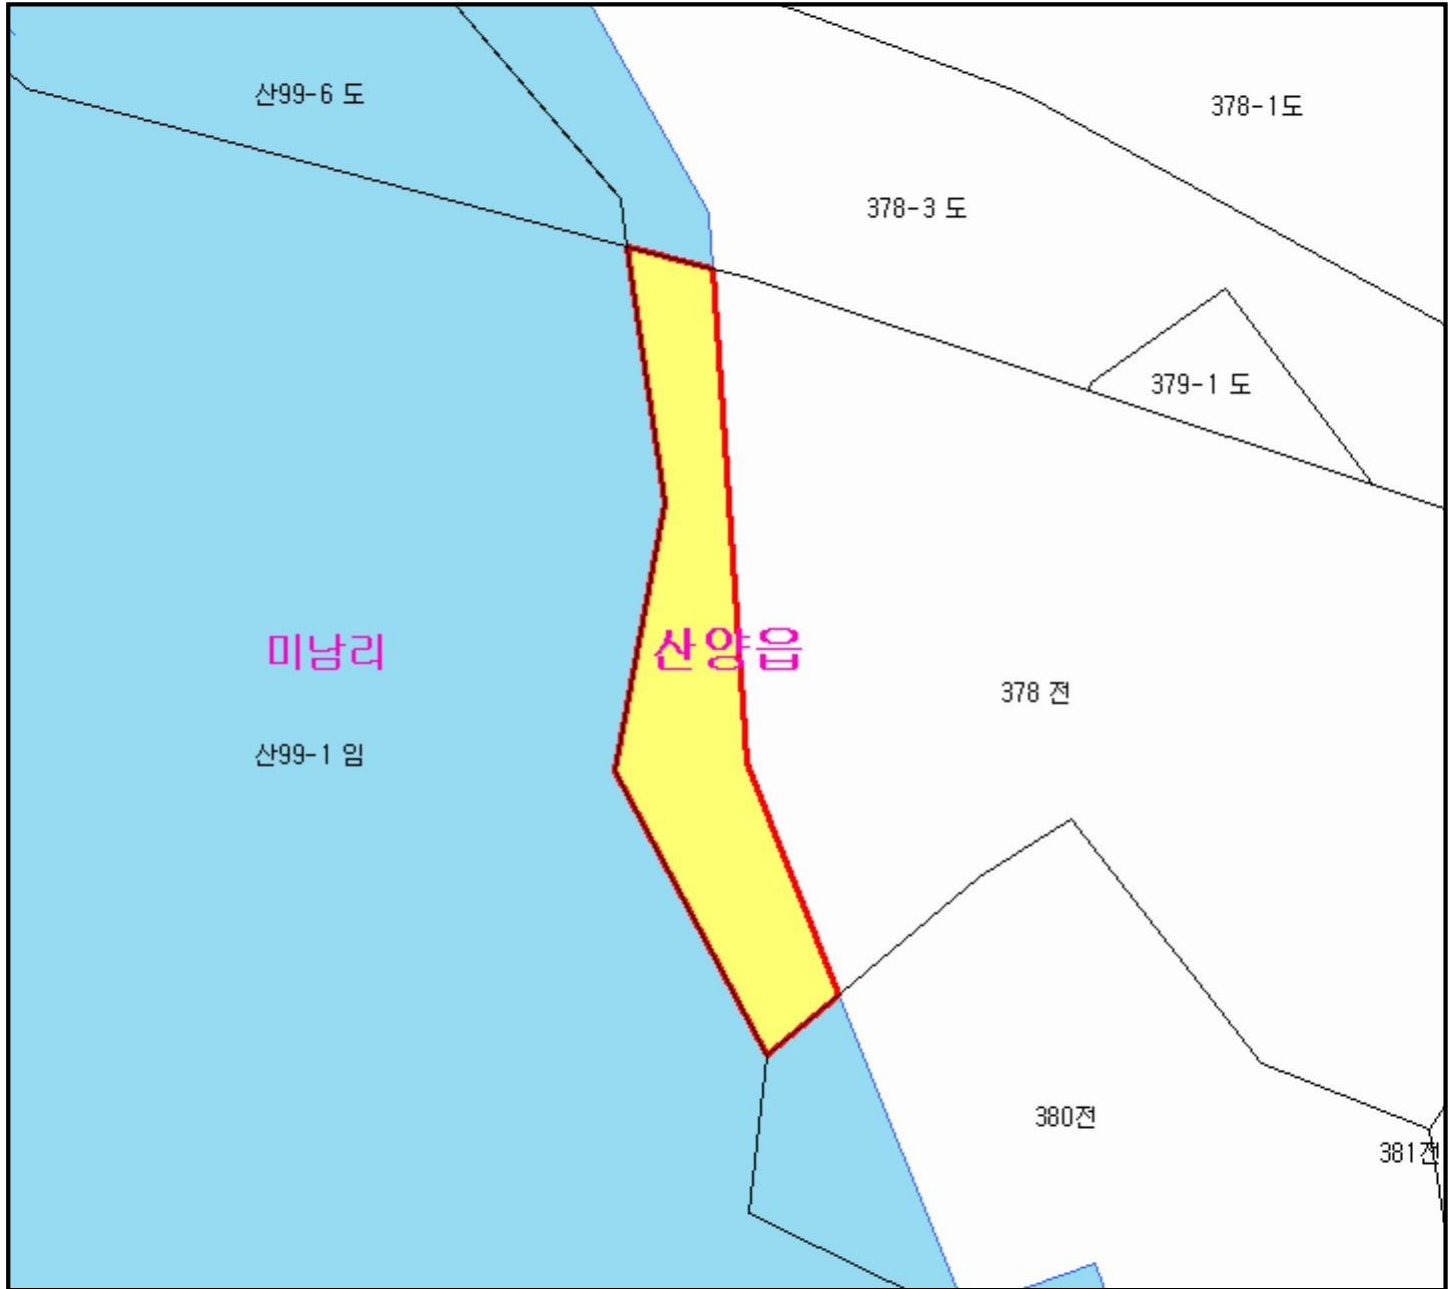 산99-6 도
378-1도
378-3 도
379-1 도
미남리
산양읍
378 전
산99-1 임
380전
381전